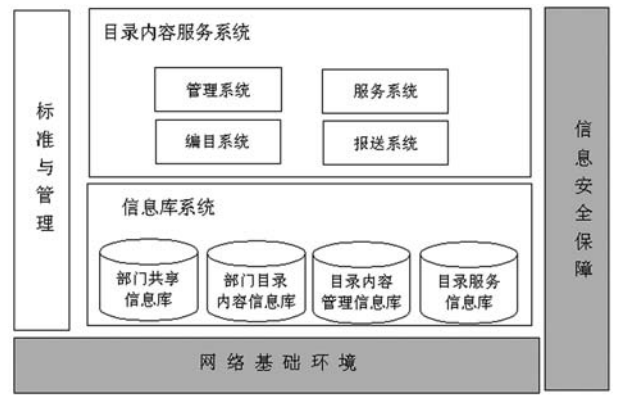 标准与管理
目录内容服务系统
管理系统
服务系统
编目系统
报送系统
信息库系统
部门共享
信息库
部门目录
内容信息库
目录内容
管理信息库
目录服务
信息库
网络基础环境
信息安全保障